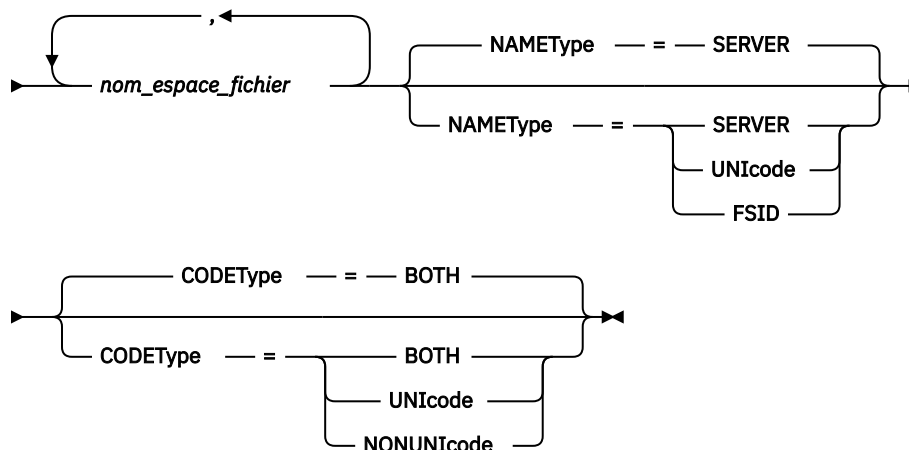 ,
NAMEType = SERVER
nom_espace_fichier
NAMEType = SERVER
UNIcode
FSID
CODEType = BOTH
CODEType = BOTH
UNIcode
NONUNIcode